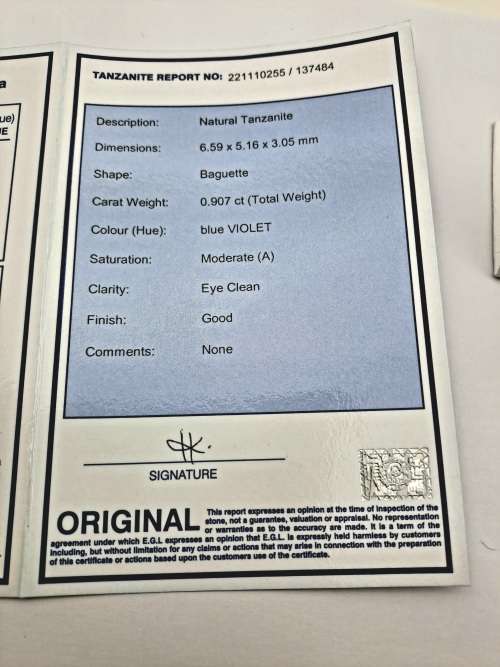 a
ue)
E
TANZANITE REPORT NO: 221110255 / 137484
Description: Natural Tanzanite
Dimensions: 6.59 x 5.16 x 3.05 mm
Shape: Baguette
Carat Weight: 0.907 ct (Total Weight)
Colour (Hue): blue VIOLET
Saturation: Moderate (A)
Clarity: Eye Clean
Finish: Good
Comments: None
SIGNATURE
ORIGINAL This report expresses an opinion at the time of inspection of the
stone, not a guarantee, valuation or appraisal. No representation
or warranties as to the accuracy are made. It is a term of the
agreement under which E.G.L expresses an opinion that E.G.L. is expressly held harmless by customers
including, but without limitation for any claims or actions that may arise in connection with the preparation
of this certificate or actions based upon the customers use of the certificate.